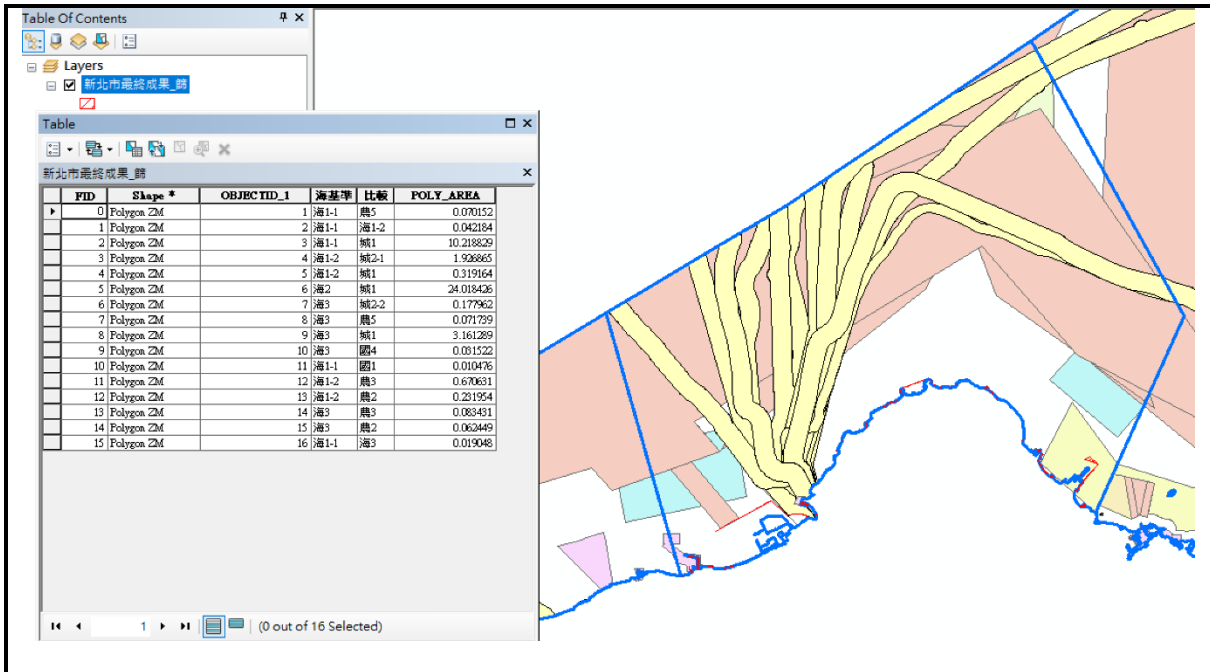 Table Of Contents
Layers
新北市最終成果_篩
Table
新北市最終成果_篩
FID Shape * OBJECTID_1 海基準 比較 POLY_AREA
0 Polygon ZM 1 海1-1 農5 0.070152
1 Polygon ZM 2 海1-1 海1-2 0.042184
2 Polygon ZM 3 海1-1 城1 10.218829
3 Polygon ZM 4 海1-2 城2-1 1.926865
4 Polygon ZM 5 海1-2 城1 0.319164
5 Polygon ZM 6 海2 城1 24.018426
6 Polygon ZM 7 海3 城2-2 0.177962
7 Polygon ZM 8 海3 農5 0.071739
8 Polygon ZM 9 海3 城1 3.161289
9 Polygon ZM 10 海3 國4 0.031522
10 Polygon ZM 11 海1-1 國1 0.010476
11 Polygon ZM 12 海1-2 農3 0.670631
12 Polygon ZM 13 海1-2 農2 0.231954
13 Polygon ZM 14 海3 農3 0.083431
14 Polygon ZM 15 海3 農2 0.062449
15 Polygon ZM 16 海1-1 海3 0.019048
1 (0 out of 16 Selected)